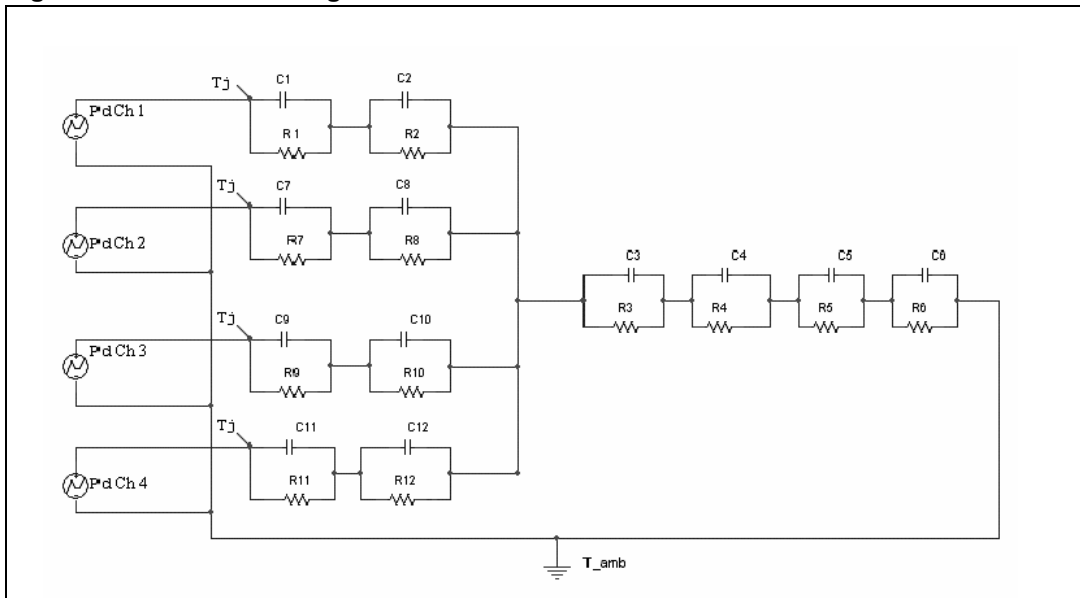 Tj
C1
C2
PdCh1
R1
R2
Tj
C7
C8
PdCh2
R7
R8
C3
C4
C5
C6
R3
R4
R5
R6
Tj
C9
C10
PdCh3
R9
R10
Tj
C11
C12
PdCh4
R11
R12
T_amb